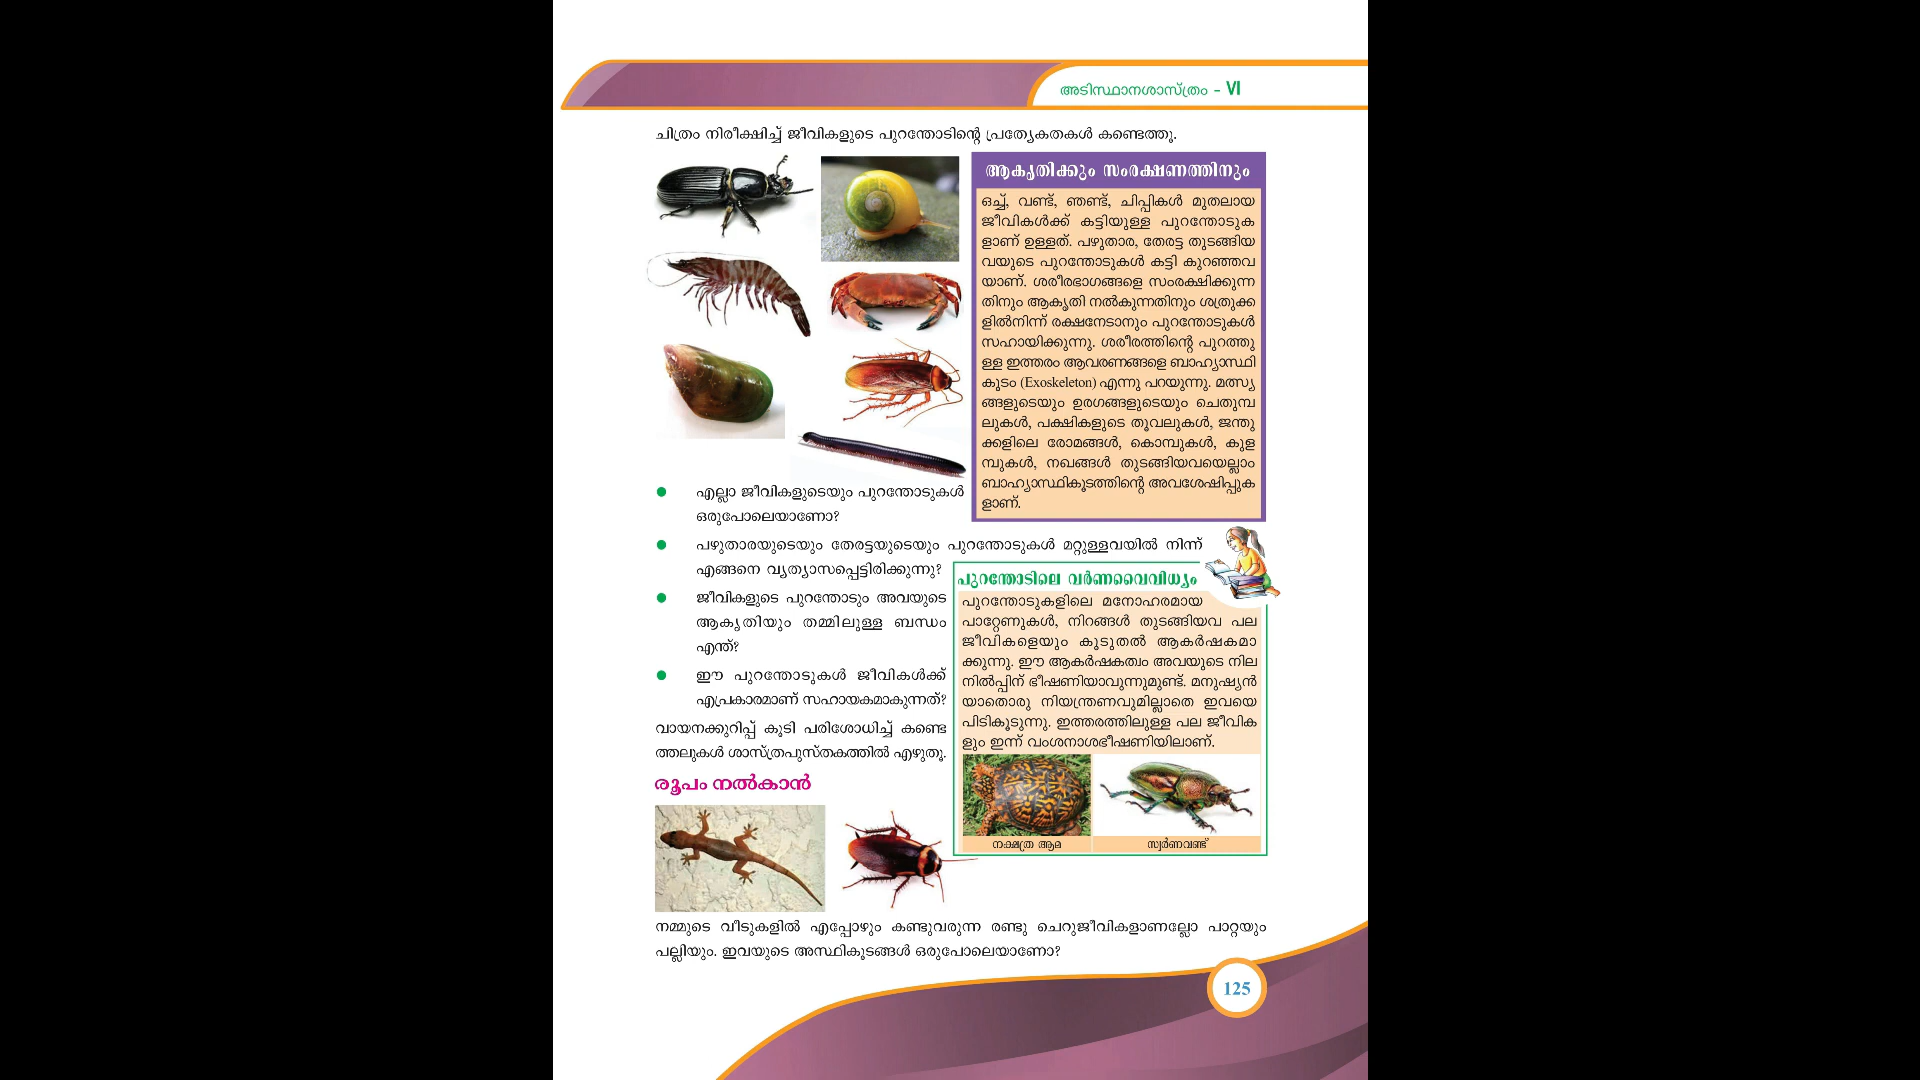 അടിസ്ഥാനശാസ്ത്രം - VI
ചിത്രം നിരീക്ഷിച്ച് ജീവികളുടെ പുറന്തോടിന്റെ പ്രത്യേകതകൾ കണ്ടെത്തൂ.
ആകൃതിക്കും സംരക്ഷണത്തിനും
ഒച്ച്, വണ്ട്, ഞണ്ട്, ചിപ്പികൾ മുതലായ
ജീവികൾക്ക് കട്ടിയുള്ള പുറന്തോടുക
ളാണ് ഉള്ളത്. പഴുതാര, തേരട്ട തുടങ്ങിയ
വയുടെ പുറന്തോടുകൾ കട്ടി കുറഞ്ഞവ
യാണ്. ശരീരഭാഗങ്ങളെ സംരക്ഷിക്കുന്ന
തിനും ആകൃതി നൽകുന്നതിനും ശത്രുക്ക
ളിൽനിന്ന് രക്ഷനേടാനും പുറന്തോടുകൾ
സഹായിക്കുന്നു. ശരീരത്തിന്റെ പുറത്തു
ള്ള ഇത്തരം ആവരണങ്ങളെ ബാഹ്യാസ്ഥി
കൂടം (Exoskeleton) എന്നു പറയുന്നു. മത്സ്യ
ങ്ങളുടെയും ഉരഗങ്ങളുടെയും ചെതുമ്പ
ലുകൾ, പക്ഷികളുടെ തൂവലുകൾ, ജന്തു
ക്കളിലെ രോമങ്ങൾ, കൊമ്പുകൾ, കുള
മ്പുകൾ, നഖങ്ങൾ തുടങ്ങിയവയെല്ലാം
ബാഹ്യാസ്ഥികൂടത്തിന്റെ അവശേഷിപ്പുക
ളാണ്.
എല്ലാ ജീവികളുടെയും പുറന്തോടുകൾ
ഒരുപോലെയാണോ?
പഴുതാരയുടെയും തേരട്ടയുടെയും പുറന്തോടുകൾ മറ്റുള്ളവയിൽ നിന്ന്
എങ്ങനെ വ്യത്യാസപ്പെട്ടിരിക്കുന്നു?
ജീവികളുടെ പുറന്തോടും അവയുടെ
ആകൃതിയും തമ്മിലുള്ള ബന്ധം
എന്ത്?
ഈ പുറന്തോടുകൾ ജീവികൾക്ക്
എപ്രകാരമാണ് സഹായകമാകുന്നത്?
വായനക്കുറിപ്പ് കൂടി പരിശോധിച്ച് കണ്ടെ
ത്തലുകൾ ശാസ്ത്രപുസ്തകത്തിൽ എഴുതൂ.
പുറന്തോടിലെ വർണവൈവിധ്യം
പുറന്തോടുകളിലെ മനോഹരമായ
പാറ്റേണുകൾ, നിറങ്ങൾ തുടങ്ങിയവ പല
ജീവികളെയും കൂടുതൽ ആകർഷകമാ
ക്കുന്നു. ഈ ആകർഷകത്വം അവയുടെ നില
നിൽപ്പിന് ഭീഷണിയാവുന്നുമുണ്ട്. മനുഷ്യൻ
യാതൊരു നിയന്ത്രണവുമില്ലാതെ ഇവയെ
പിടികൂടുന്നു. ഇത്തരത്തിലുള്ള പല ജീവിക
ളും ഇന്ന് വംശനാശഭീഷണിയിലാണ്.
നക്ഷത്ര ആമ
സ്വർണവണ്ട്
രൂപം നൽകാൻ
നമ്മുടെ വീടുകളിൽ എപ്പോഴും കണ്ടുവരുന്ന രണ്ടു ചെറുജീവികളാണല്ലോ പാറ്റയും
പല്ലിയും. ഇവയുടെ അസ്ഥികൂടങ്ങൾ ഒരുപോലെയാണോ?
125